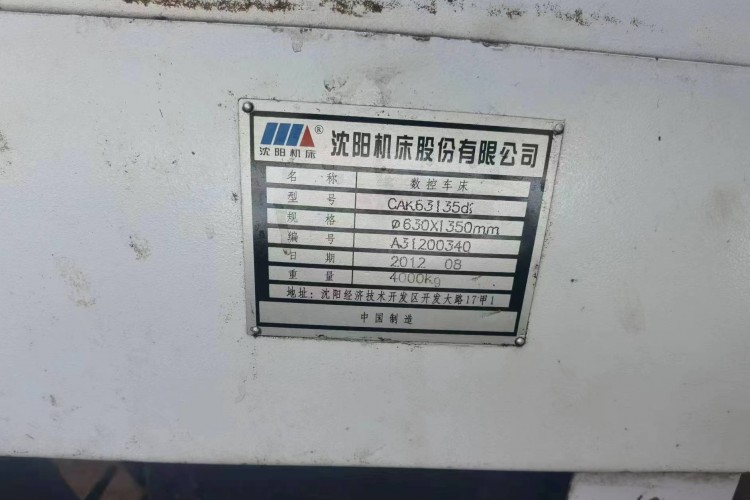 沈阳机床®
沈阳机床股份有限公司
名 称 数控车床
型 号 CAK63135di
规 格 Φ630X1350mm
编 号 A31200340
日 期 2012 08
重 量 4000Kg
地址:沈阳经济技术开发区开发大路17甲1
中国制造